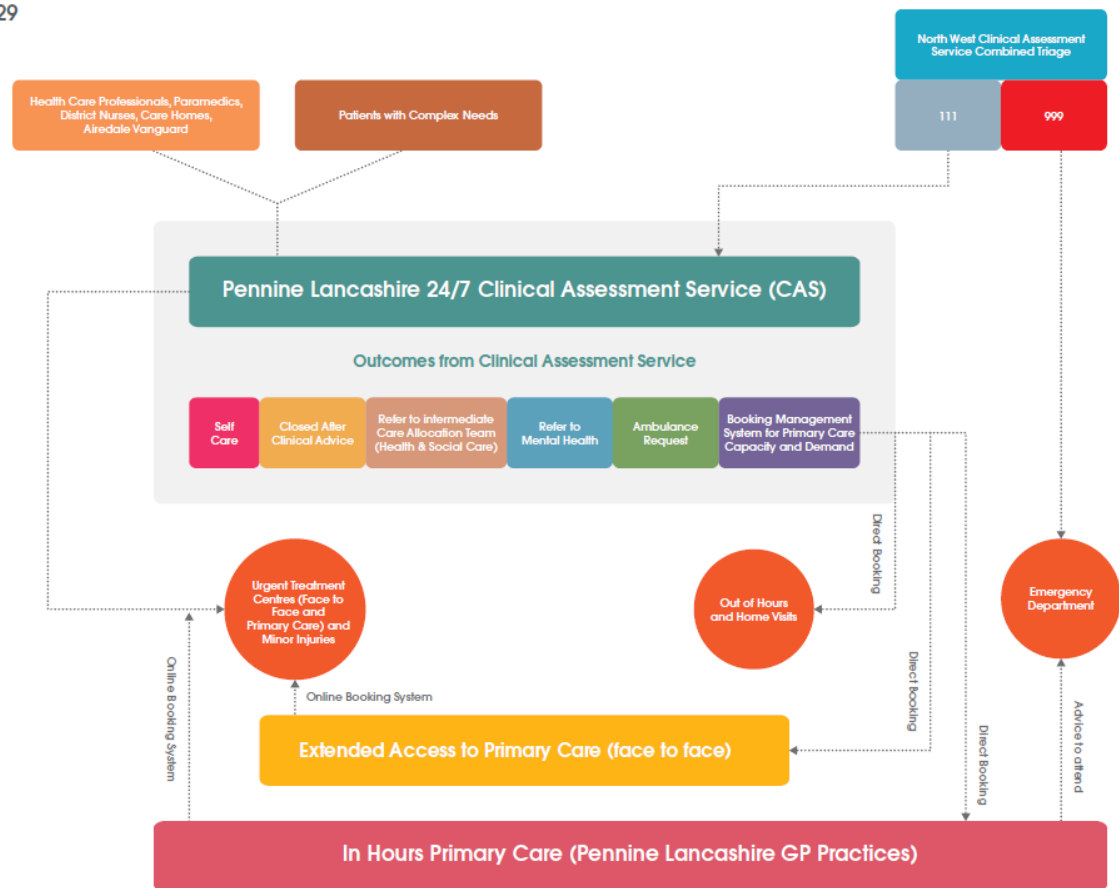 29
North West Clinical Assessment
Service Combined Triage
111
999
Health Care Professionals, Paramedics,
District Nurses, Care Homes,
Airedale Vanguard
Patients with Complex Needs
Pennine Lancashire 24/7 Clinical Assessment Service (CAS)
Outcomes from Clinical Assessment Service
Self
Care
Closed After
Clinical Advice
Refer to intermediate
Care Allocation Team
(Health & Social Care)
Refer to
Mental Health
Ambulance
Request
Booking Management
System for Primary Care
Capacity and Demand
Direct Booking
Urgent Treatment
Centres (Face to
Face and
Primary Care) and
Minor Injuries
Out of Hours
and Home Visits
Emergency
Department
Online Booking System
Online Booking System
Direct Booking
Direct Booking
Advice to attend
Extended Access to Primary Care (face to face)
In Hours Primary Care (Pennine Lancashire GP Practices)